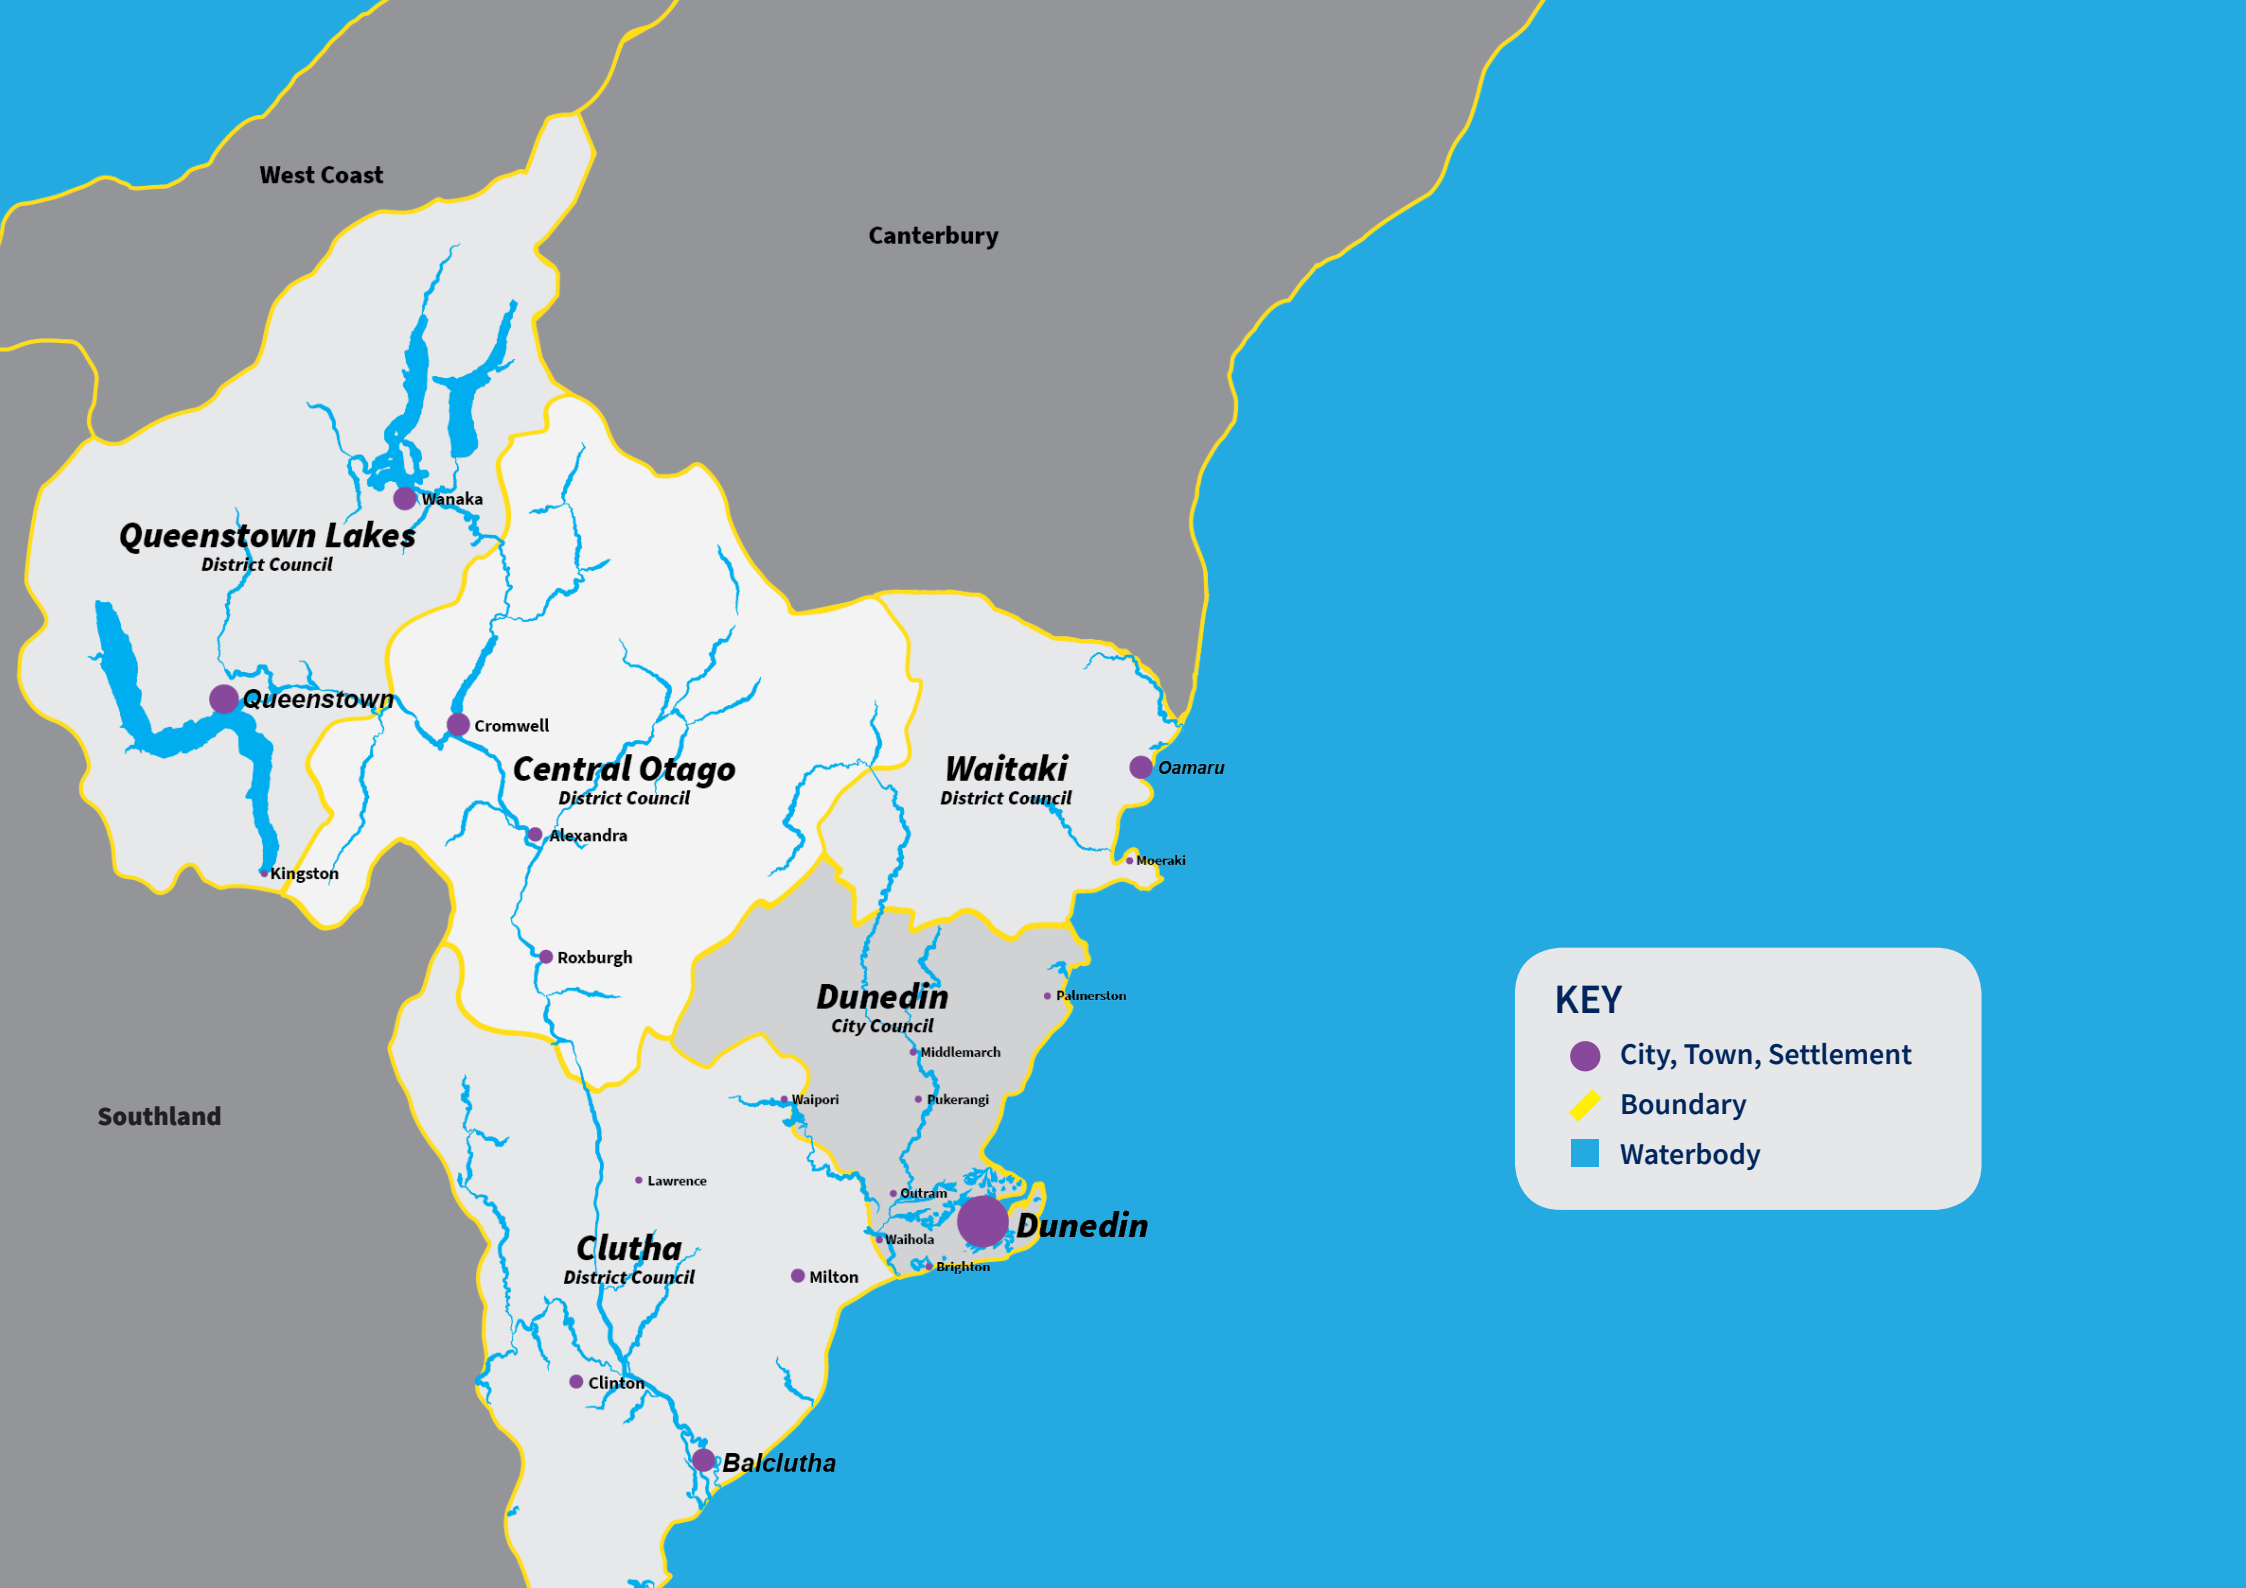 West Coast
Canterbury
Wanaka
Queenstown Lakes
District Council
Queenstown
Cromwell
Central Otago
District Council
Waitaki
District Council
Oamaru
Alexandra
Moeraki
Kingston
Roxburgh
Dunedin
City Council
Palmerston
Middlemarch
Waipori
Pukerangi
Southland
Lawrence
Outram
Dunedin
Waihola
Clutha
District Council
Brighton
Milton
Clinton
Balclutha
KEY
City, Town, Settlement
Boundary
Waterbody